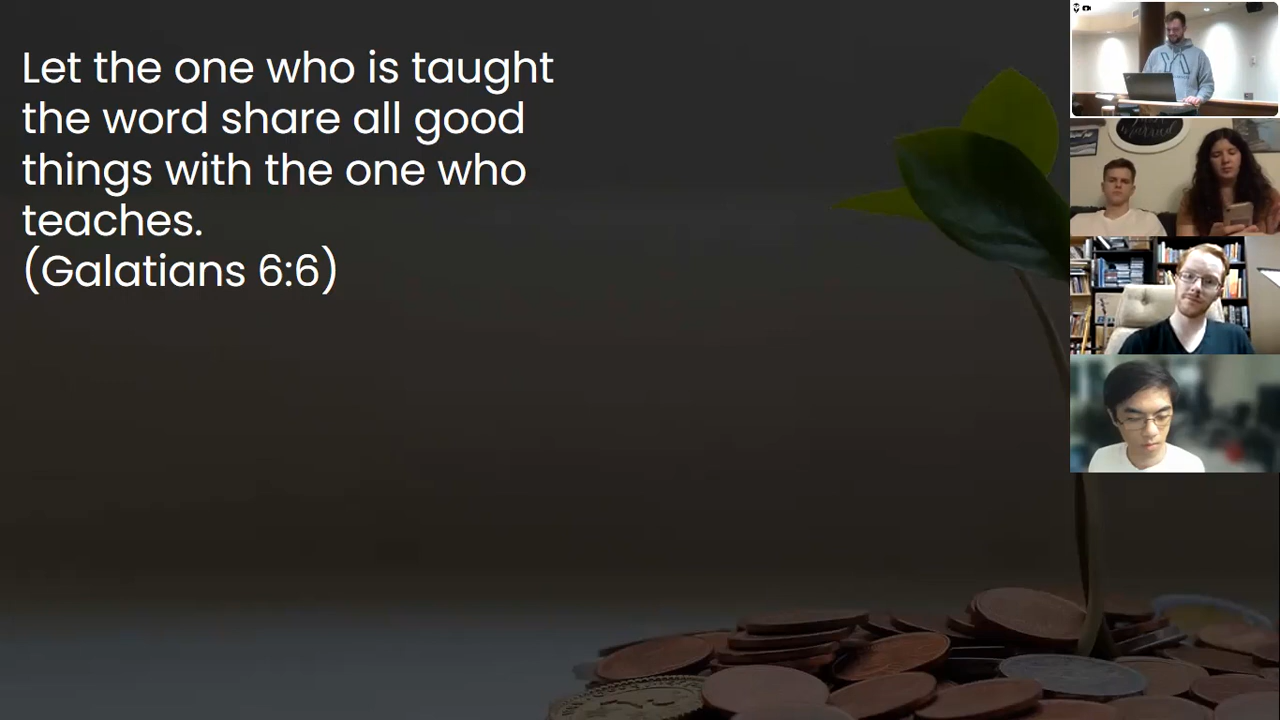 Let the one who is taught
the word share all good
things with the one who
teaches.
(Galatians 6:6)
married